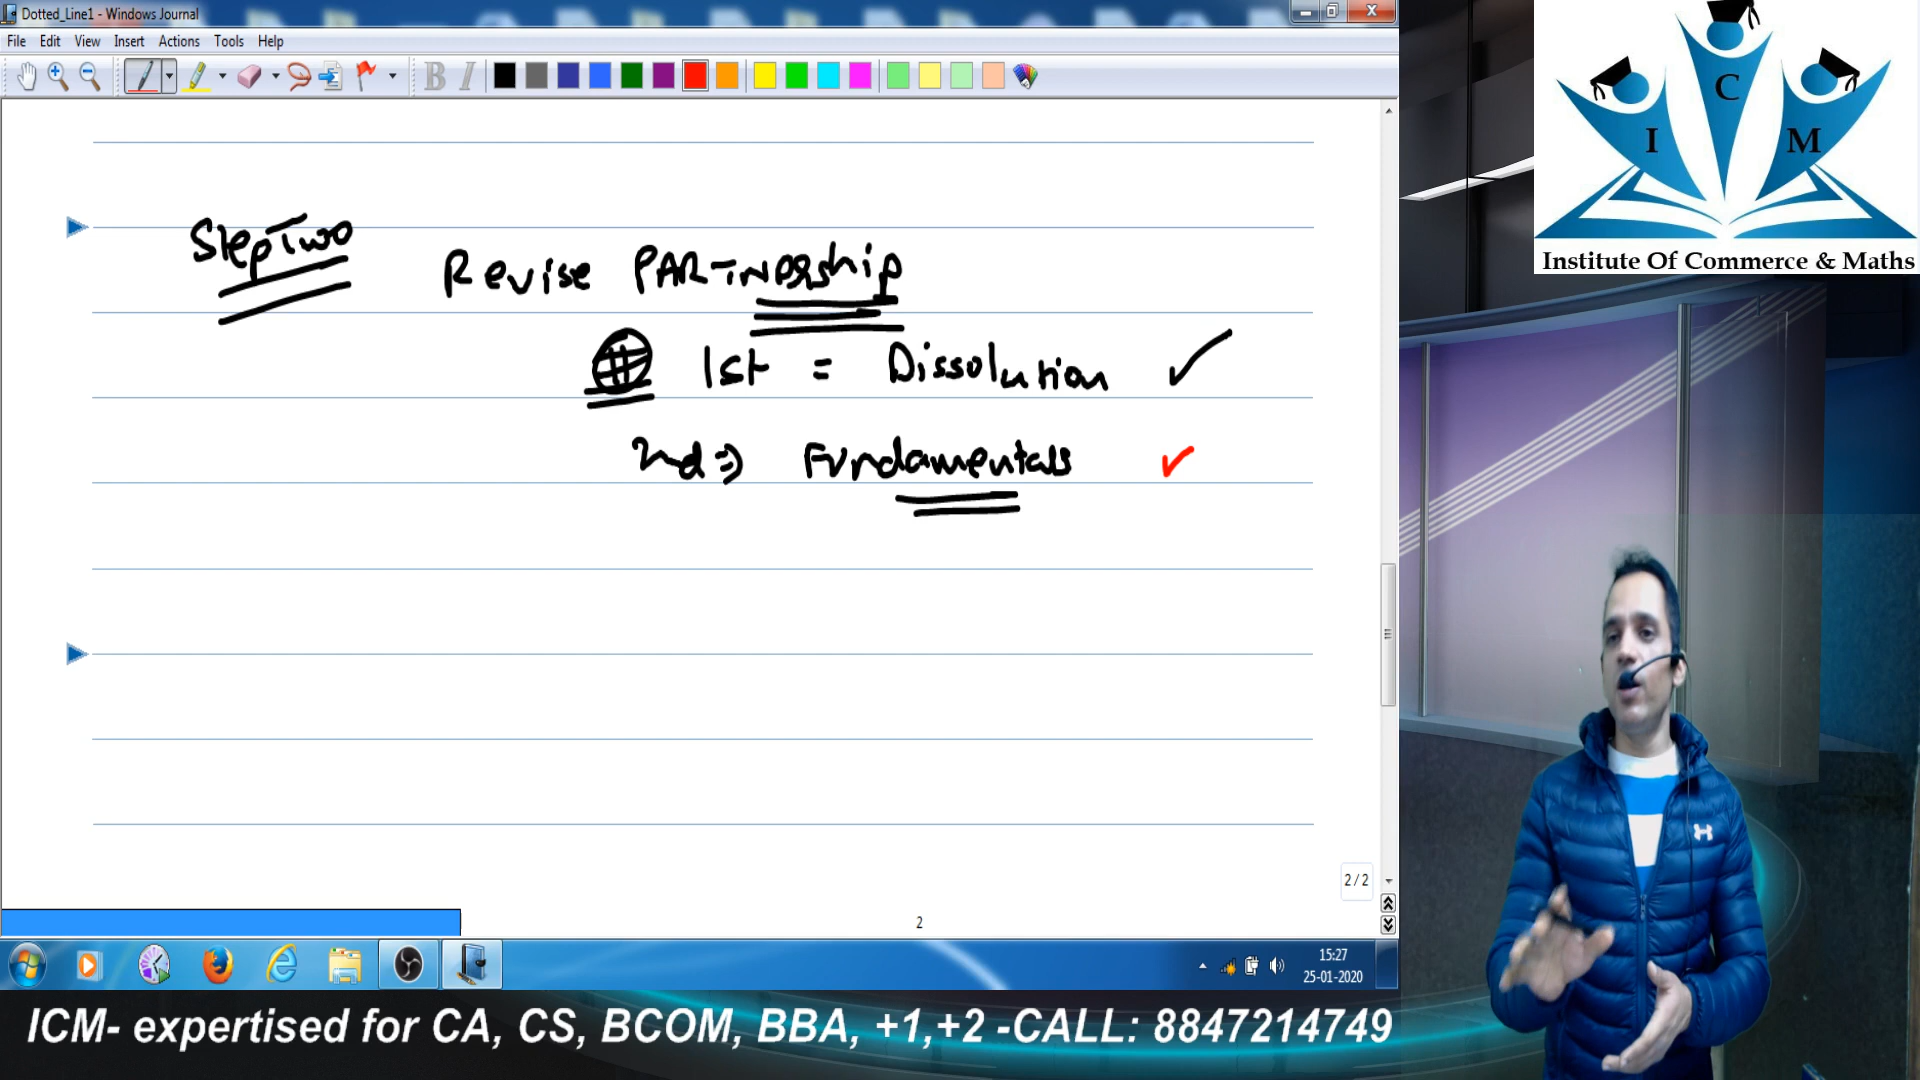 Dotted_Line1 - Windows Journal
File Edit View Insert Actions Tools Help
B I
I C M
Institute Of Commerce & Maths
Step Two
Revise PARTNERship
1st = Dissolution ✓
2nd ⇒ Fundamentals ✓
2 / 2
2
15:27
25-01-2020
ICM- expertised for CA, CS, BCOM, BBA, +1,+2 -CALL: 8847214749